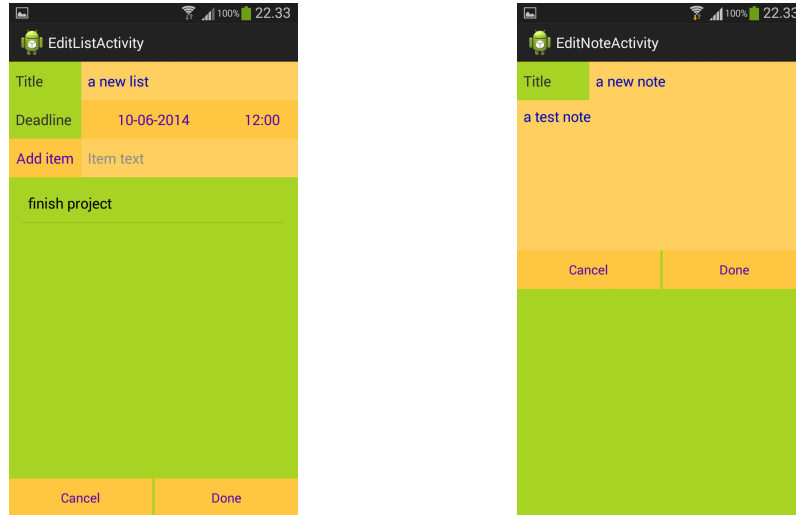 100% 22.33
EditListActivity
Title a new list
Deadline 10-06-2014 12:00
Add item Item text
finish project
Cancel Done
100% 22.33
EditNoteActivity
Title a new note
a test note
Cancel Done